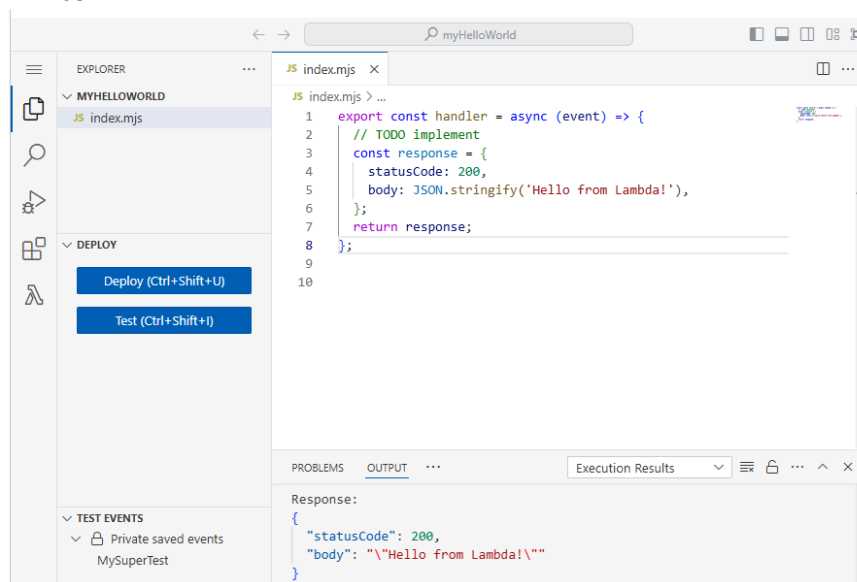 myHelloWorld
EXPLORER ...
MYHELLOWORLD
JS index.mjs
DEPLOY
Deploy (Ctrl+Shift+U)
Test (Ctrl+Shift+I)
TEST EVENTS
Private saved events
MySuperTest
JS index.mjs
JS index.mjs > ...
1 export const handler = async (event) => {
2 // TODO implement
3 const response = {
4 statusCode: 200,
5 body: JSON.stringify('Hello from Lambda!'),
6 };
7 return response;
8 };
9
10
PROBLEMS OUTPUT ... Execution Results
Response:
{
"statusCode": 200,
"body": "\"Hello from Lambda!\""
}